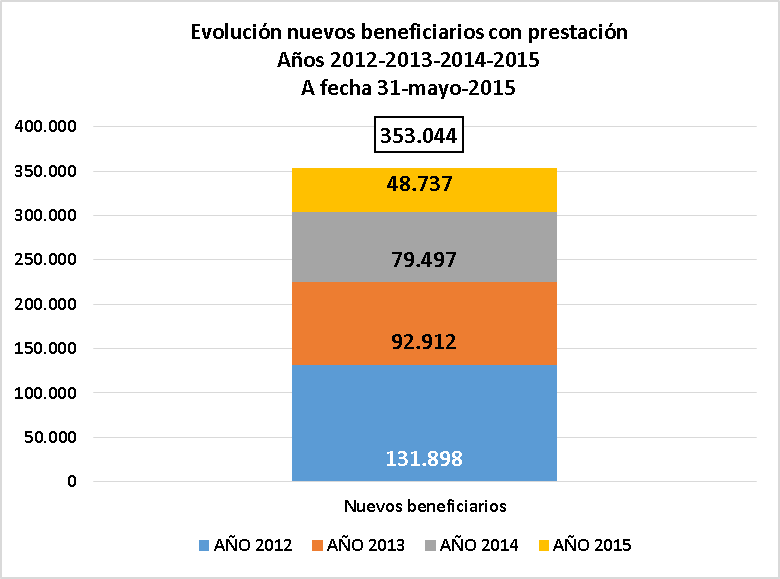 Evolución nuevos beneficiarios con prestación
Años 2012-2013-2014-2015
A fecha 31-mayo-2015
400.000
353.044
350.000
48.737
300.000
250.000
79.497
200.000
150.000
92.912
100.000
50.000
131.898
0
Nuevos beneficiarios
AÑO 2012 AÑO 2013 AÑO 2014 AÑO 2015